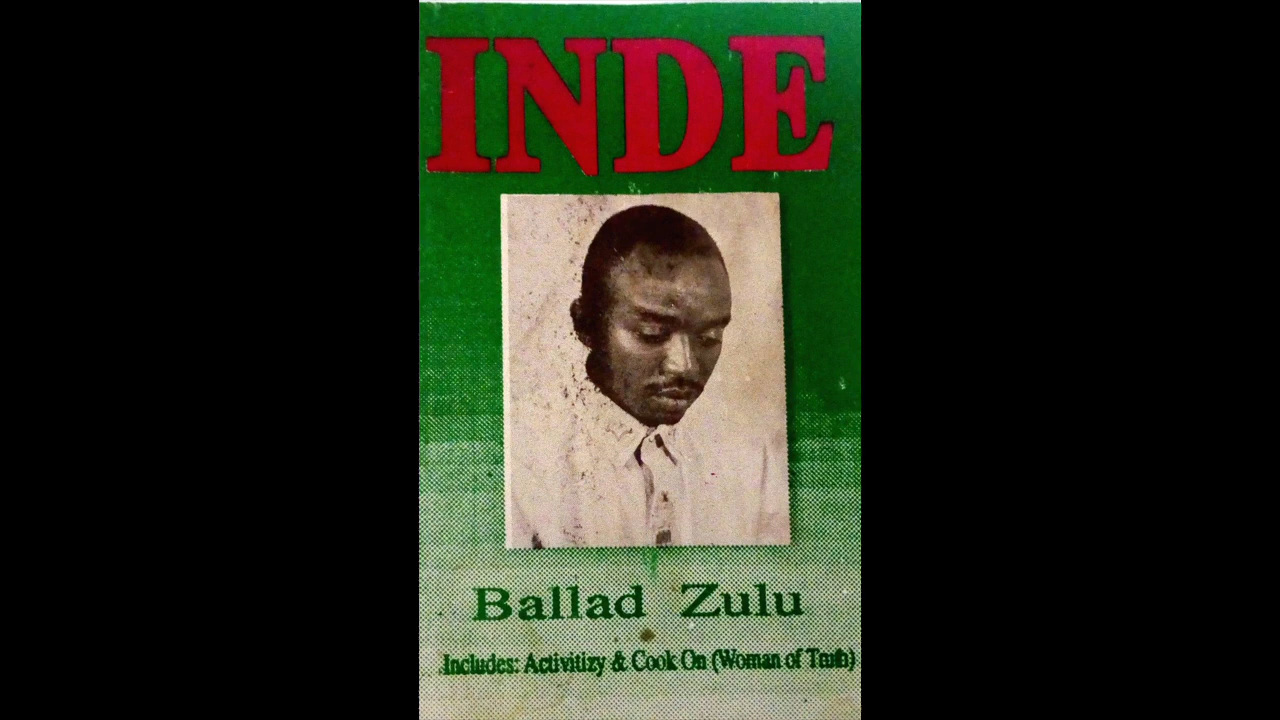 INDE
Ballad Zulu
Includes: Activitizy & Cook On (Woman of Truth)